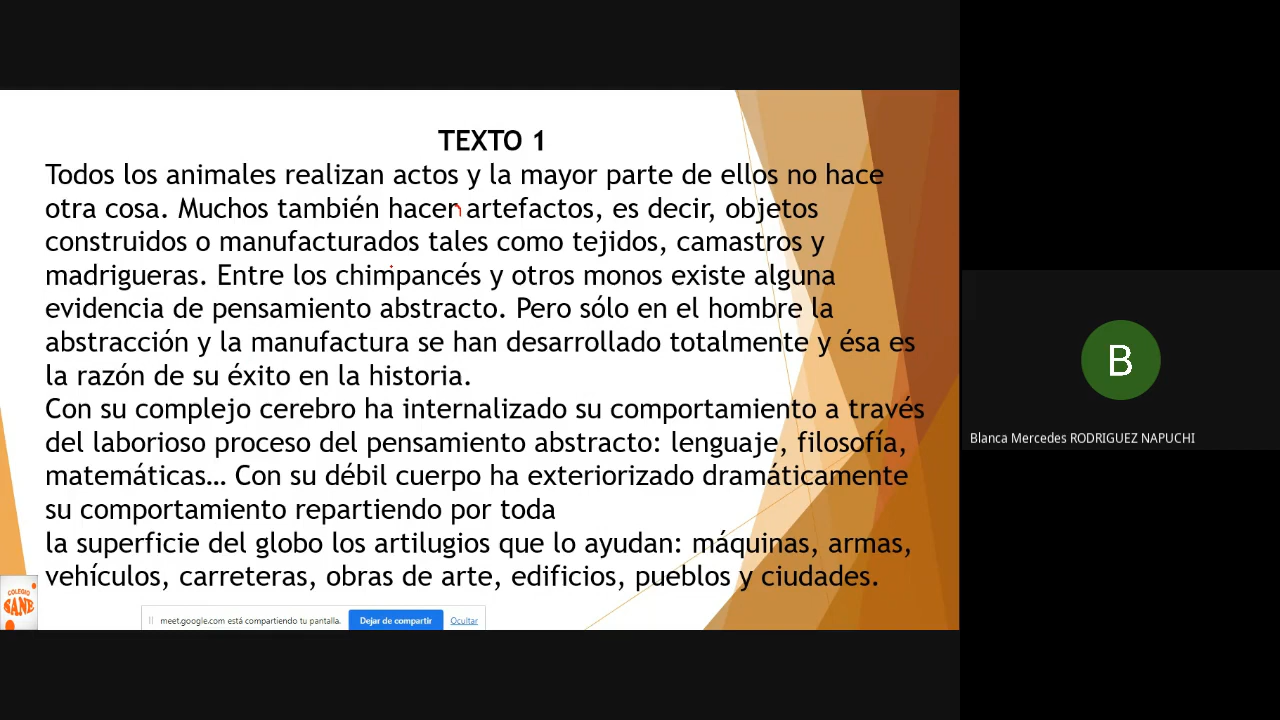 TEXTO 1
Todos los animales realizan actos y la mayor parte de ellos no hace
otra cosa. Muchos también hacen artefactos, es decir, objetos
construidos o manufacturados tales como tejidos, camastros y
madrigueras. Entre los chimpancés y otros monos existe alguna
evidencia de pensamiento abstracto. Pero sólo en el hombre la
abstracción y la manufactura se han desarrollado totalmente y ésa es
la razón de su éxito en la historia.
Con su complejo cerebro ha internalizado su comportamiento a través
del laborioso proceso del pensamiento abstracto: lenguaje, filosofía,
matemáticas… Con su débil cuerpo ha exteriorizado dramáticamente
su comportamiento repartiendo por toda
la superficie del globo los artilugios que lo ayudan: máquinas, armas,
vehículos, carreteras, obras de arte, edificios, pueblos y ciudades.
COLEGIO
SANE
meet.google.com está compartiendo tu pantalla.
Dejar de compartir
Ocultar
B
Blanca Mercedes RODRIGUEZ NAPUCHI